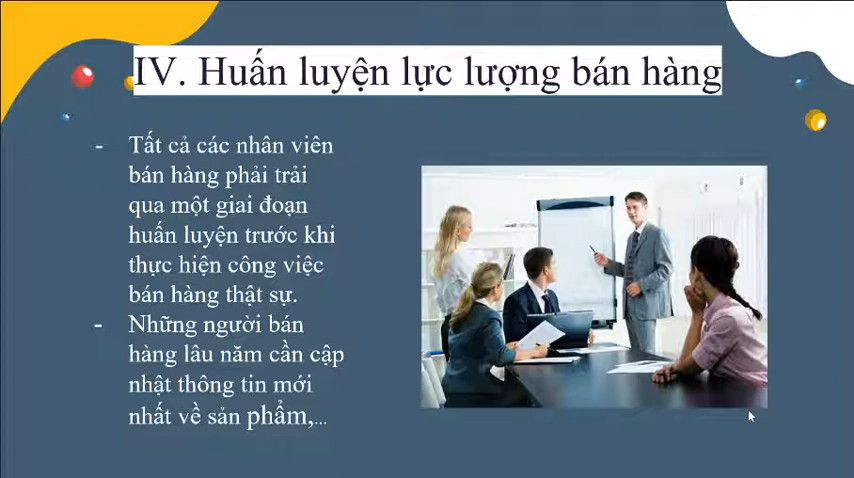 IV. Huấn luyện lực lượng bán hàng
- Tất cả các nhân viên
bán hàng phải trải
qua một giai đoạn
huấn luyện trước khi
thực hiện công việc
bán hàng thật sự.
- Những người bán
hàng lâu năm cần cập
nhật thông tin mới
nhất về sản phẩm,...